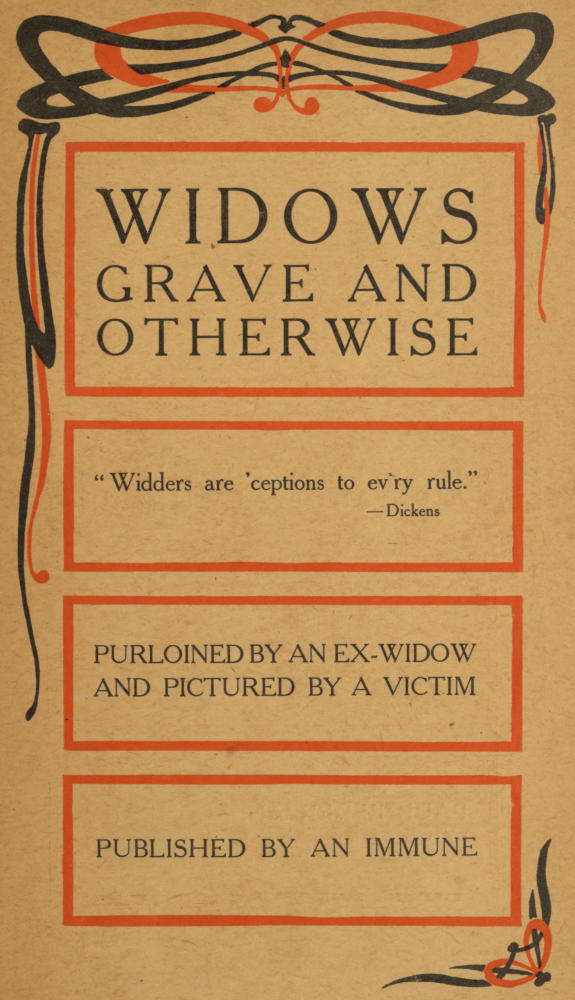 WIDOWS
GRAVE AND
OTHERWISE
“Widders are ’ceptions to ev’ry rule.”
—Dickens
PURLOINED BY AN EX-WIDOW
AND PICTURED BY A VICTIM
PUBLISHED BY AN IMMUNE